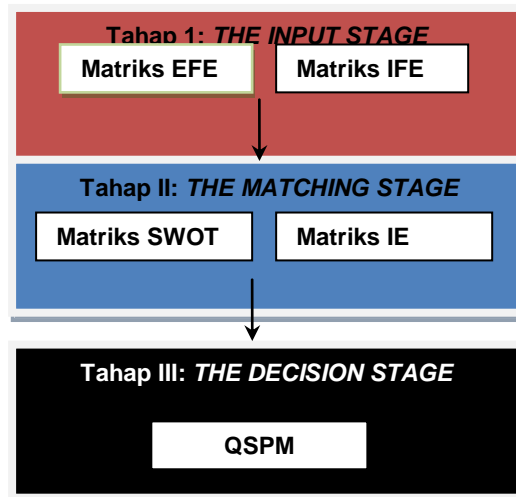 Tahap 1: THE INPUT STAGE
Matriks EFE
Matriks IFE
Tahap II: THE MATCHING STAGE
Matriks SWOT
Matriks IE
Tahap III: THE DECISION STAGE
QSPM